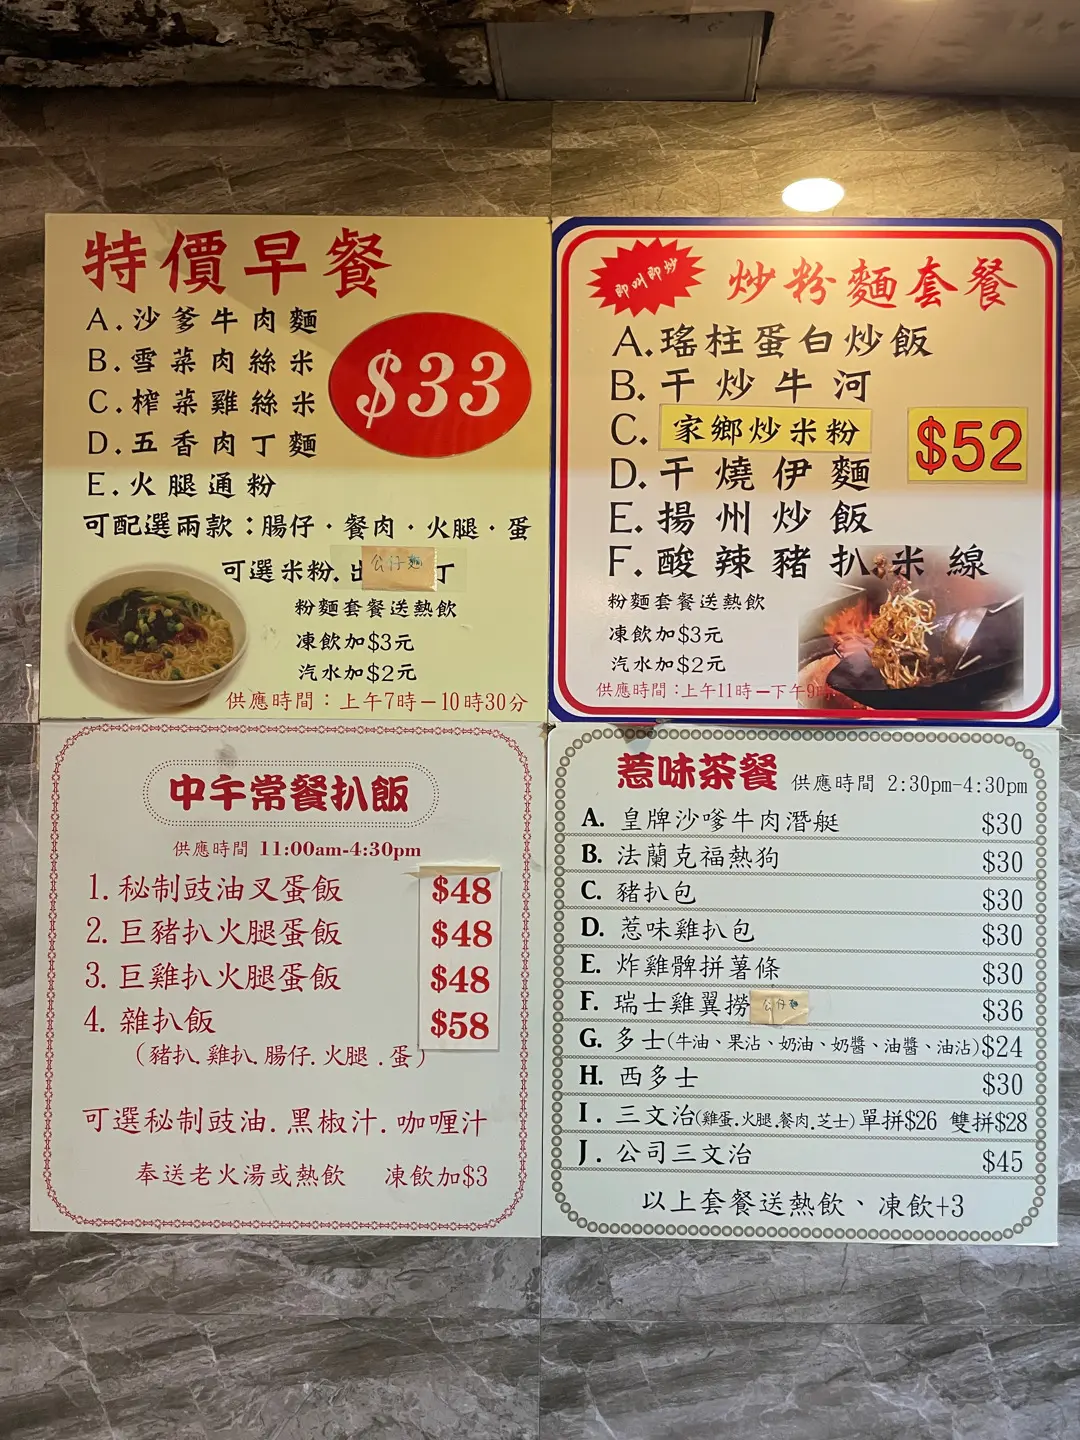 特價早餐
A.沙爹牛肉麵
B.雪菜肉絲米
C.榨菜雞絲米
D.五香肉丁麵
E.火腿通粉
$33
可配選兩款：腸仔·餐肉·火腿·蛋
可選米粉.出公仔麵丁
粉麵套餐送熱飲
凍飲加$3元
汽水加$2元
供應時間：上午7時－10時30分
即叫即炒
炒粉麵套餐
A.瑤柱蛋白炒飯
B.干炒牛河
C.家鄉炒米粉
D.干燒伊麵
E.揚州炒飯
F.酸辣豬扒米線
$52
粉麵套餐送熱飲
凍飲加$3元
汽水加$2元
供應時間：上午11時－下午9時
中午常餐扒飯
供應時間 11:00am-4:30pm
1.秘制豉油叉蛋飯 $48
2.巨豬扒火腿蛋飯 $48
3.巨雞扒火腿蛋飯 $48
4.雜扒飯 $58
（豬扒.雞扒.腸仔.火腿.蛋）
可選秘制豉油.黑椒汁.咖喱汁
奉送老火湯或熱飲 凍飲加$3
惹味茶餐 供應時間 2:30pm-4:30pm
A. 皇牌沙嗲牛肉潛艇 $30
B. 法蘭克福熱狗 $30
C. 豬扒包 $30
D. 惹味雞扒包 $30
E. 炸雞髀拼薯條 $30
F. 瑞士雞翼撈公仔麵 $36
G. 多士(牛油、果沾、奶油、奶醬、油醬、油沾) $24
H. 西多士 $30
I. 三文治(雞蛋.火腿.餐肉.芝士)單拼$26 雙拼$28
J. 公司三文治 $45
以上套餐送熱飲、凍飲+3